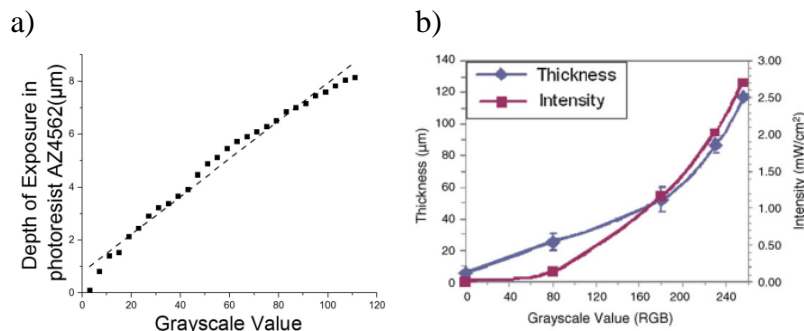 a)
Depth of Exposure in
photoresist AZ4562(μm)
8
6
4
2
0
0 20 40 60 80 100 120
Grayscale Value
b)
Thickness
Intensity
Thickness (μm)
140
120
100
80
60
40
20
0
3.00
2.50
2.00
1.50
1.00
0.50
0.00
Intensity (mW/cm²)
0 40 80 120 160 200 240
Grayscale Value (RGB)